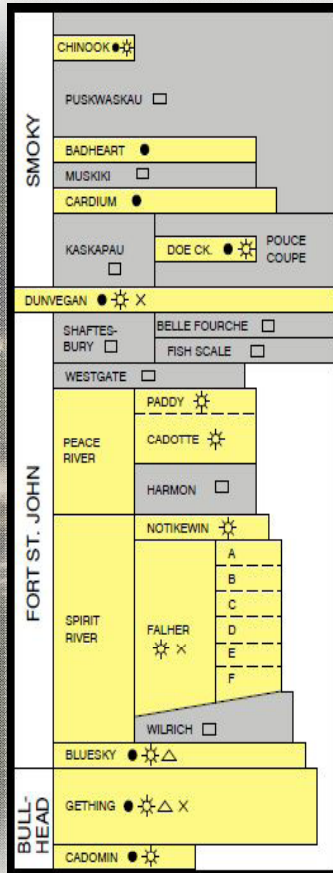 SMOKY
CHINOOK
PUSKWASKAU
BADHEART
MUSKIKI
CARDIUM
KASKAPAU
DOE CK.
POUCE
COUPE
DUNVEGAN
FORT ST. JOHN
SHAFTES-
BURY
BELLE FOURCHE
FISH SCALE
WESTGATE
PEACE
RIVER
PADDY
CADOTTE
HARMON
SPIRIT
RIVER
NOTIKEWIN
FALHER
A
B
C
D
E
F
WILRICH
BLUESKY
BULL-
HEAD
GETHING
CADOMIN